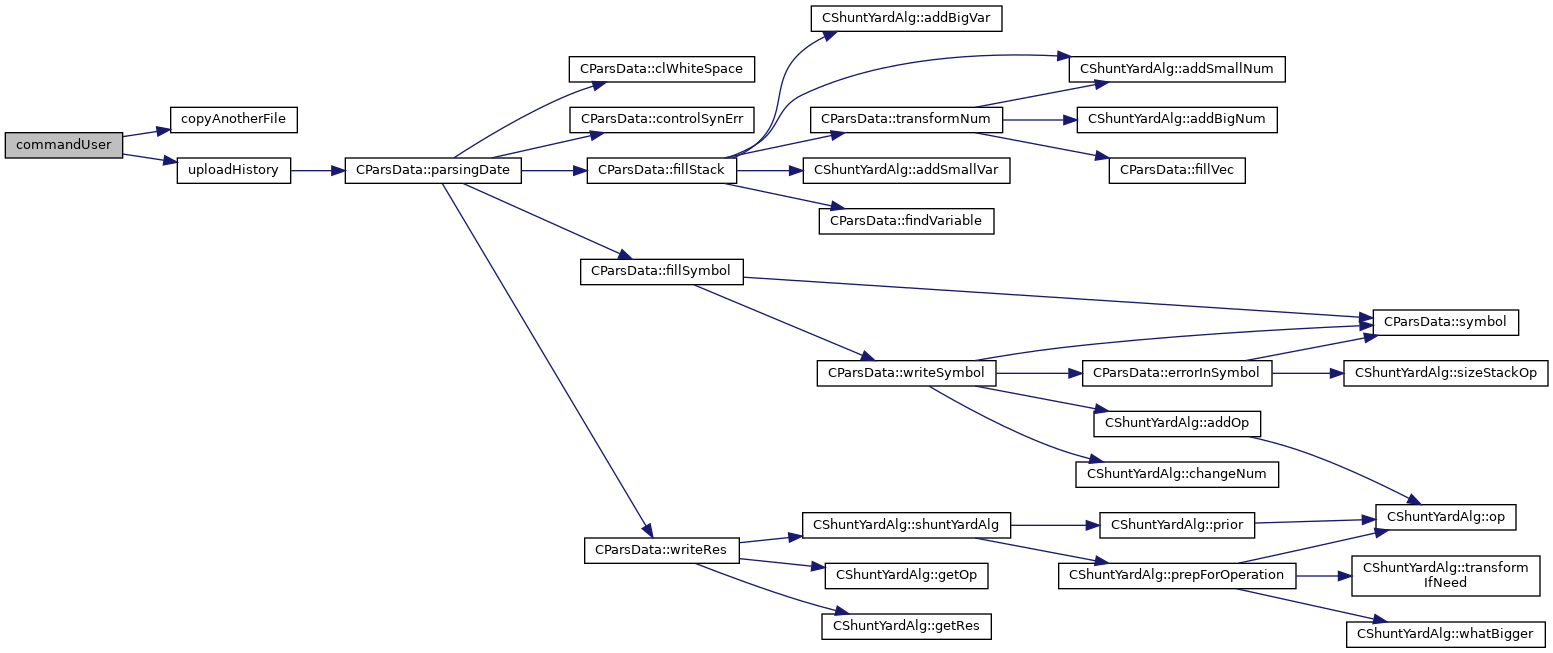 commandUser
copyAnotherFile
uploadHistory
CParsData::parsingDate
CParsData::clWhiteSpace
CParsData::controlSynErr
CParsData::fillStack
CShuntYardAlg::addBigVar
CShuntYardAlg::addSmallNum
CParsData::transformNum
CShuntYardAlg::addBigNum
CParsData::fillVec
CShuntYardAlg::addSmallVar
CParsData::findVariable
CParsData::fillSymbol
CParsData::symbol
CParsData::writeSymbol
CParsData::errorInSymbol
CShuntYardAlg::sizeStackOp
CShuntYardAlg::addOp
CShuntYardAlg::changeNum
CShuntYardAlg::op
CParsData::writeRes
CShuntYardAlg::shuntYardAlg
CShuntYardAlg::prior
CShuntYardAlg::prepForOperation
CShuntYardAlg::transform
IfNeed
CShuntYardAlg::whatBigger
CShuntYardAlg::getOp
CShuntYardAlg::getRes